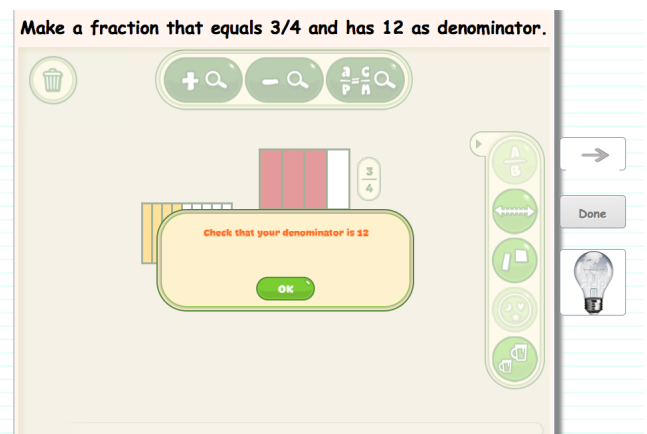 Make a fraction that equals 3/4 and has 12 as denominator.
+ -
a/p = c/n
3
4
A
B
Check that your denominator is 12
OK
Done